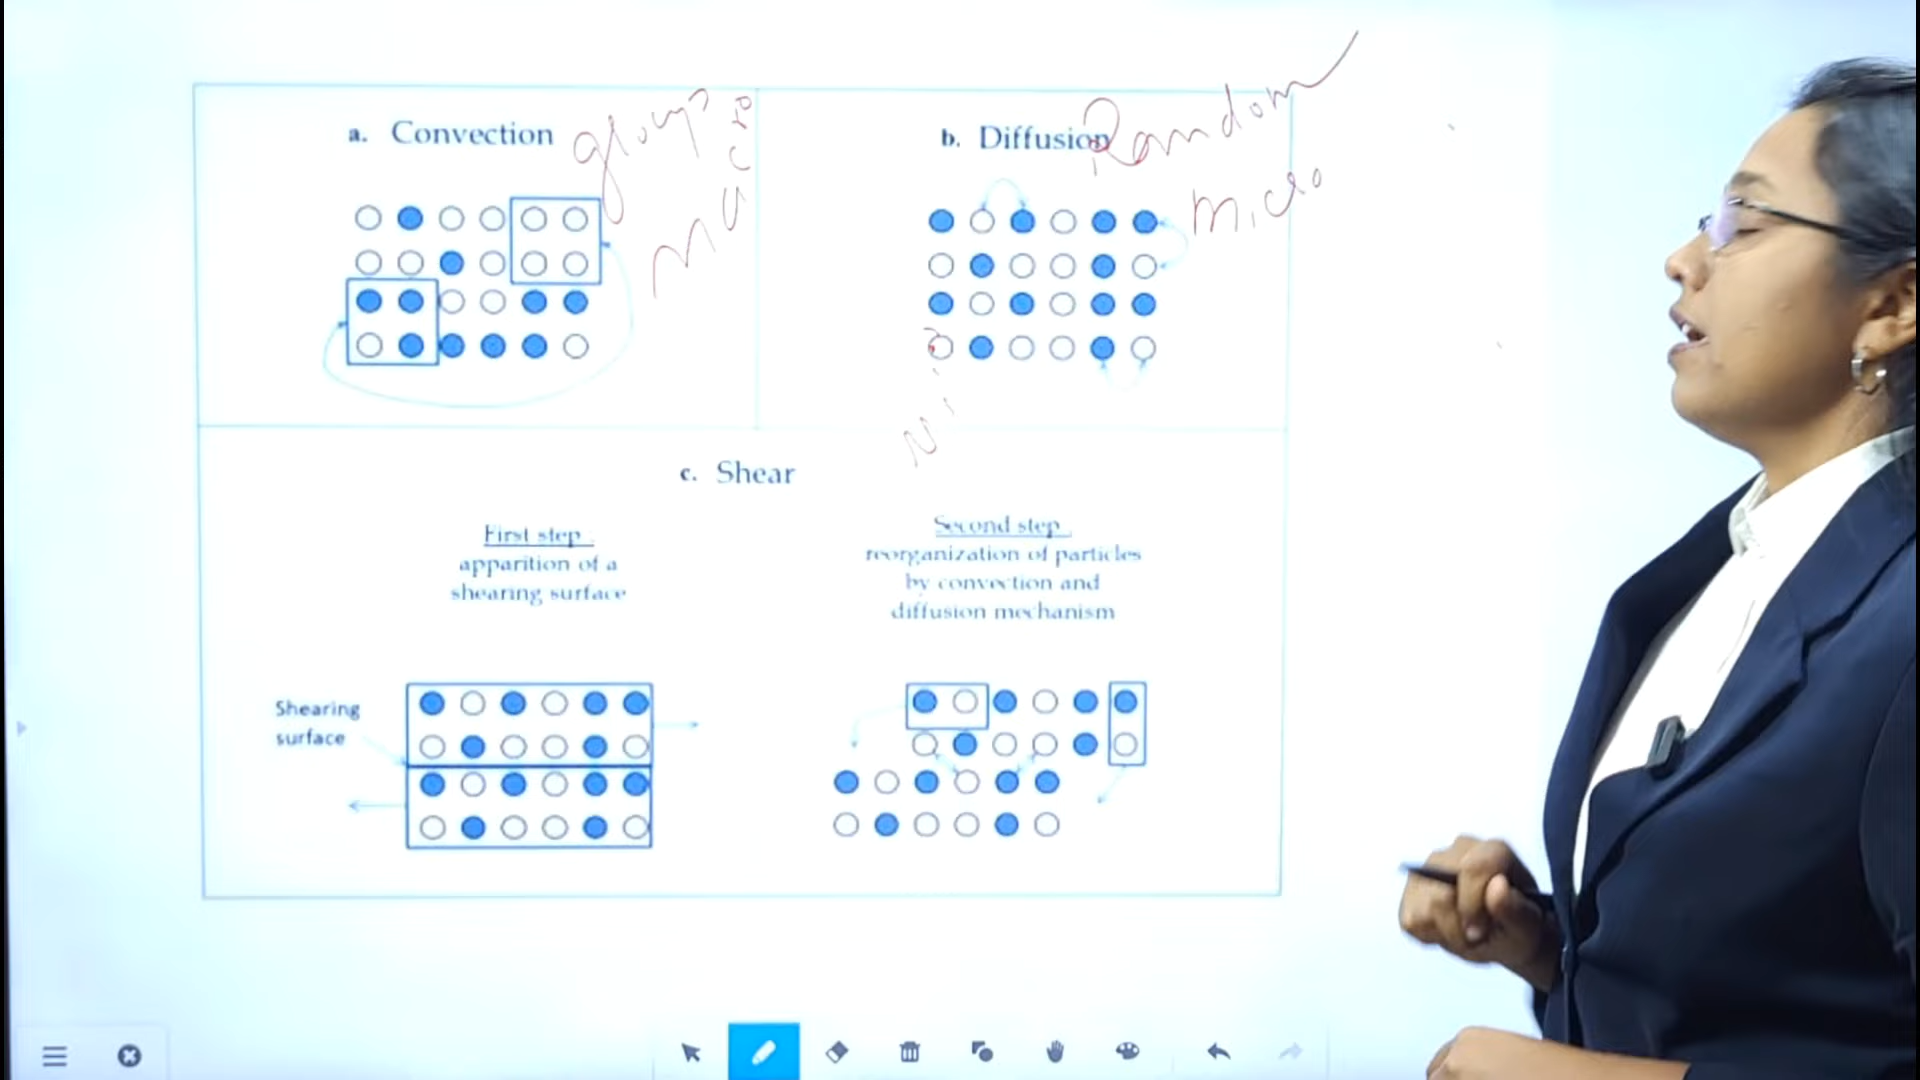 a. Convection
groups
Macro
b. Diffusion
Random
Micro
c. Shear
First step :
apparition of a
shearing surface
Second step :
reorganization of particles
by convection and
diffusion mechanism
Shearing
surface